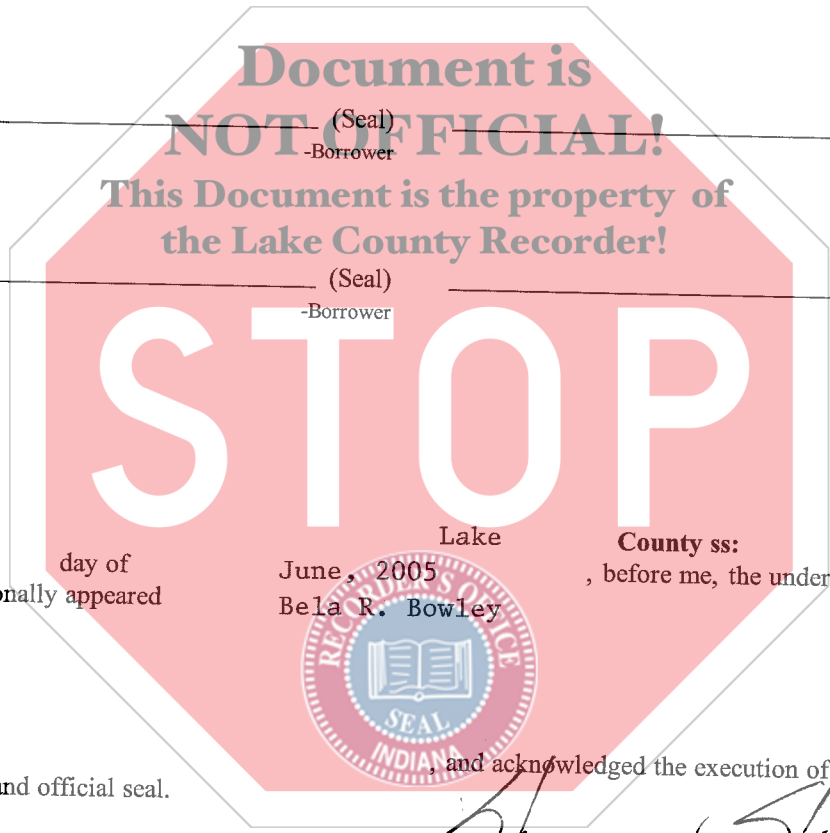 Document is
NOT OFFICIAL!
(Seal)
-Borrower
This Document is the property of
the Lake County Recorder!
(Seal)
-Borrower
STOP
Lake County ss:
day of June, 2005 , before me, the under
onally appeared Bela R. Bowley
RECORDER'S OFFICE
SEAL
INDIANA
, and acknowledged the execution of
nd official seal.